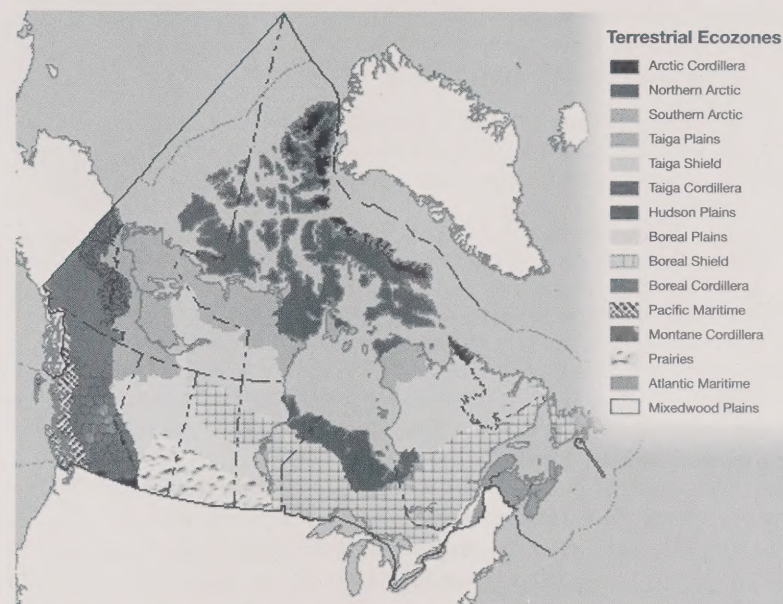 Terrestrial Ecozones
Arctic Cordillera
Northern Arctic
Southern Arctic
Taiga Plains
Taiga Shield
Taiga Cordillera
Hudson Plains
Boreal Plains
Boreal Shield
Boreal Cordillera
Pacific Maritime
Montane Cordillera
Prairies
Atlantic Maritime
Mixedwood Plains